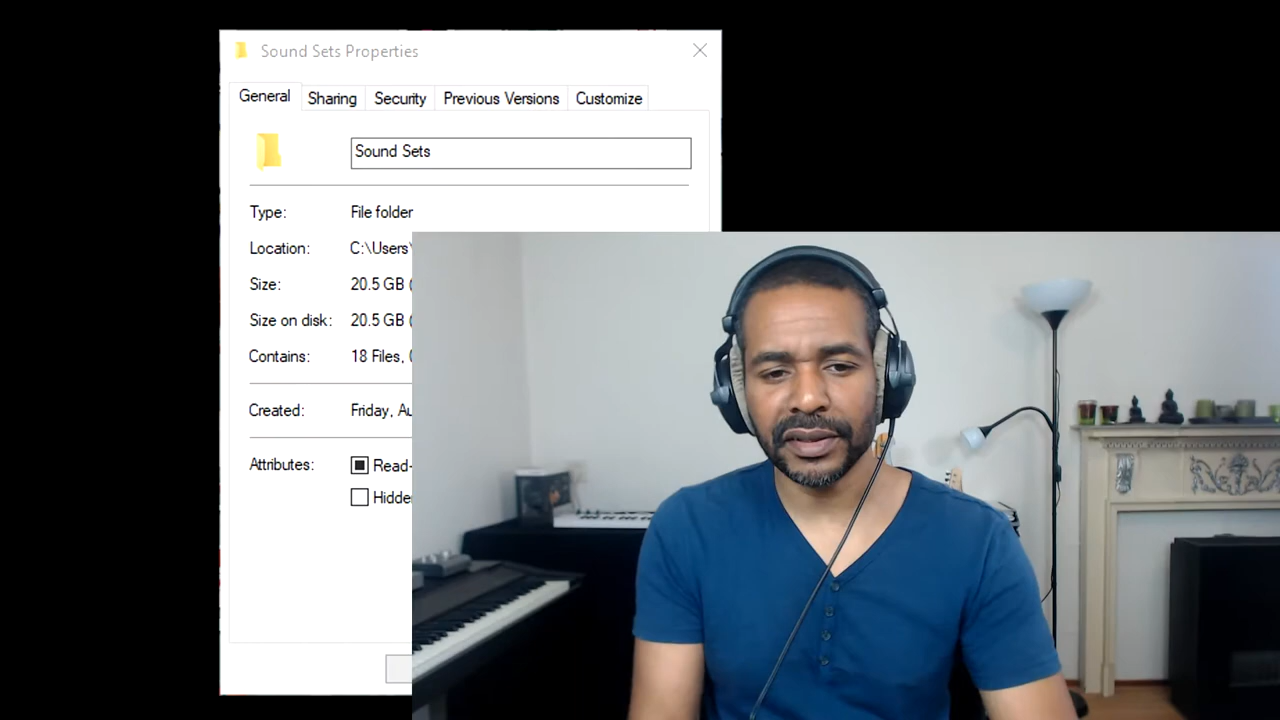 Sound Sets Properties
General Sharing Security Previous Versions Customize
Sound Sets
Type: File folder
Location: C:\Users\
Size: 20.5 GB (
Size on disk: 20.5 GB (
Contains: 18 Files,
Created: Friday, Au
Attributes: Read-
Hidde